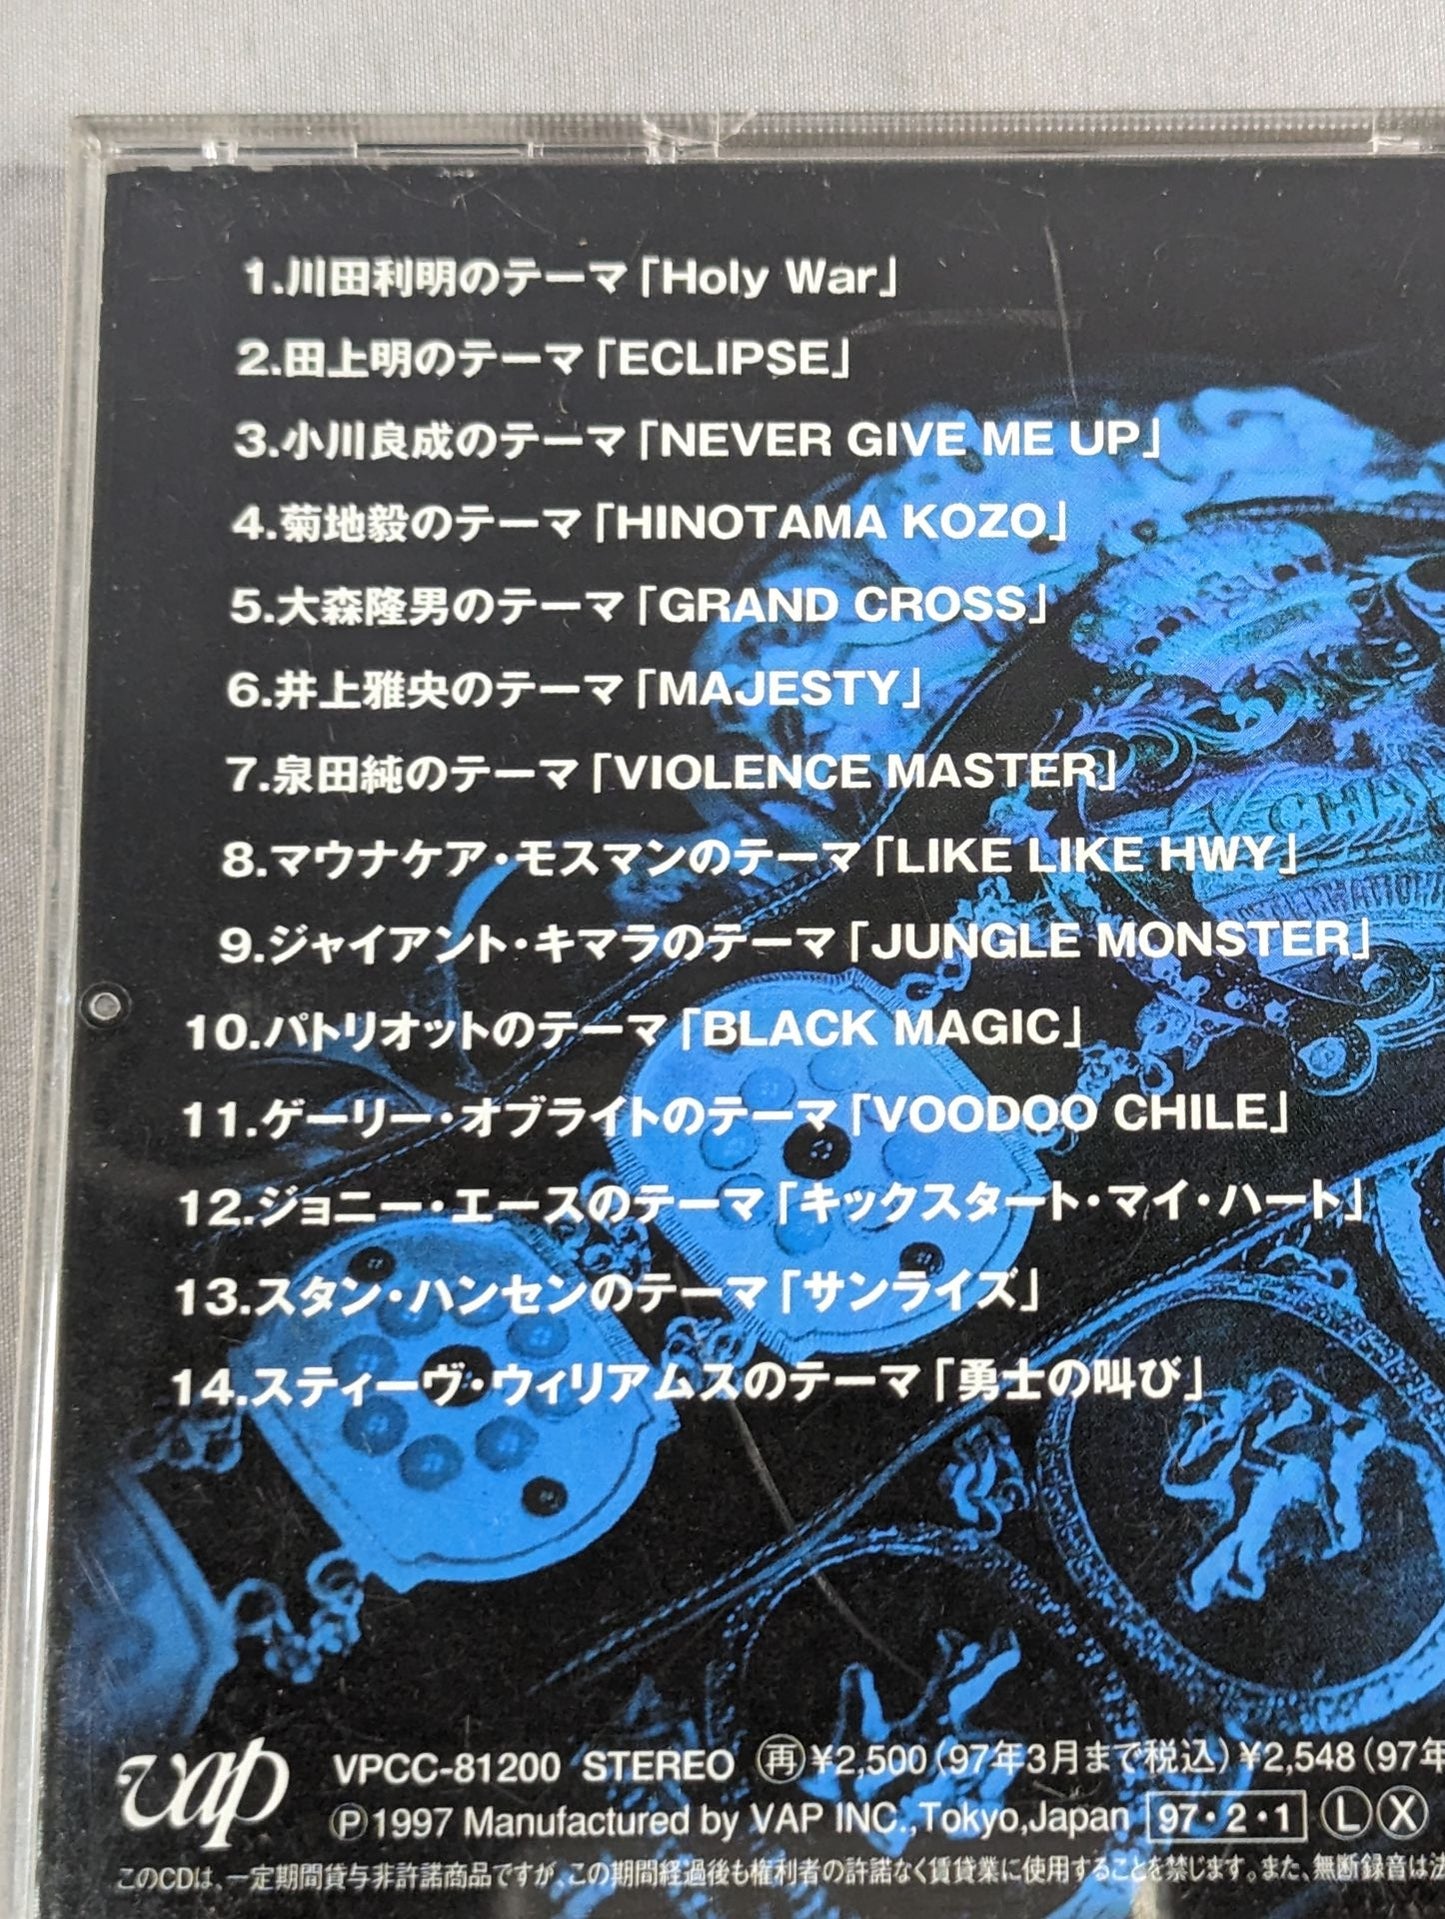 1.川田利明のテーマ「Holy War」
2.田上明のテーマ「ECLIPSE」
3.小川良成のテーマ「NEVER GIVE ME UP」
4.菊地毅のテーマ「HINOTAMA KOZO」
5.大森隆男のテーマ「GRAND CROSS」
6.井上雅央のテーマ「MAJESTY」
7.泉田純のテーマ「VIOLENCE MASTER」
8.マウナケア・モスマンのテーマ「LIKE LIKE HWY」
9.ジャイアント・キマラのテーマ「JUNGLE MONSTER」
10.パトリオットのテーマ「BLACK MAGIC」
11.ゲーリー・オブライトのテーマ「VOODOO CHILE」
12.ジョニー・エースのテーマ「キックスタート・マイ・ハート」
13.スタン・ハンセンのテーマ「サンライズ」
14.スティーヴ・ウィリアムスのテーマ「勇士の叫び」
vap
VPCC-81200 STEREO ㊢¥2,500(97年3月まで税込)¥2,548(97年
Ⓟ1997 Manufactured by VAP INC.,Tokyo,Japan 97・2・1 Ⓛ Ⓧ
このCDは、一定期間貸与非許諾商品ですが、この期間経過後も権利者の許諾なく賃貸業に使用することを禁じます。また、無断録音は法